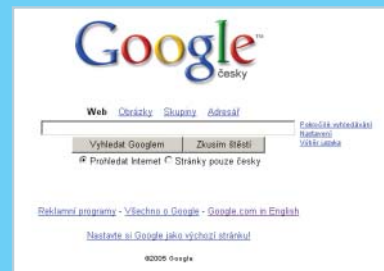 Google™
česky
Web Obrázky Skupiny Adresář
Pokročilé vyhledávání
Nastavení
Výběr jazyka
Vyhledat Googlem Zkusím štěstí
Prohledat Internet Stránky pouze česky
Reklamní programy - Všechno o Google - Google.com in English
Nastavte si Google jako výchozí stránku!
©2005 Google